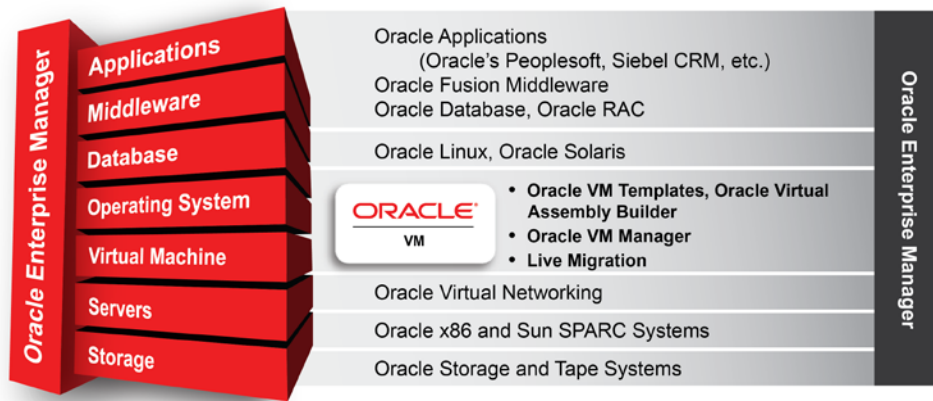 Oracle Enterprise Manager
Applications
Middleware
Database
Operating System
Virtual Machine
Servers
Storage
Oracle Applications
(Oracle's Peoplesoft, Siebel CRM, etc.)
Oracle Fusion Middleware
Oracle Database, Oracle RAC
Oracle Linux, Oracle Solaris
ORACLE®
VM
• Oracle VM Templates, Oracle Virtual
Assembly Builder
• Oracle VM Manager
• Live Migration
Oracle Virtual Networking
Oracle x86 and Sun SPARC Systems
Oracle Storage and Tape Systems
Oracle Enterprise Manager